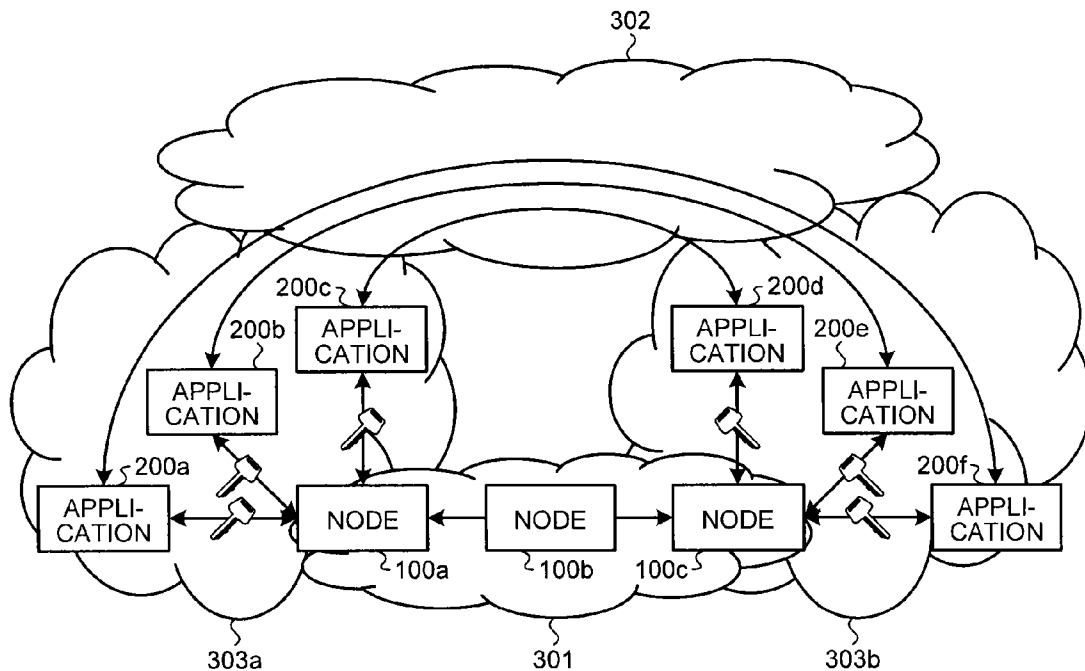 302
200c
200d
APPLI-
CATION
APPLI-
CATION
200b
200e
APPLI-
CATION
APPLI-
CATION
200a
200f
APPLI-
CATION
NODE
NODE
NODE
APPLI-
CATION
100a
100b
100c
303a
301
303b